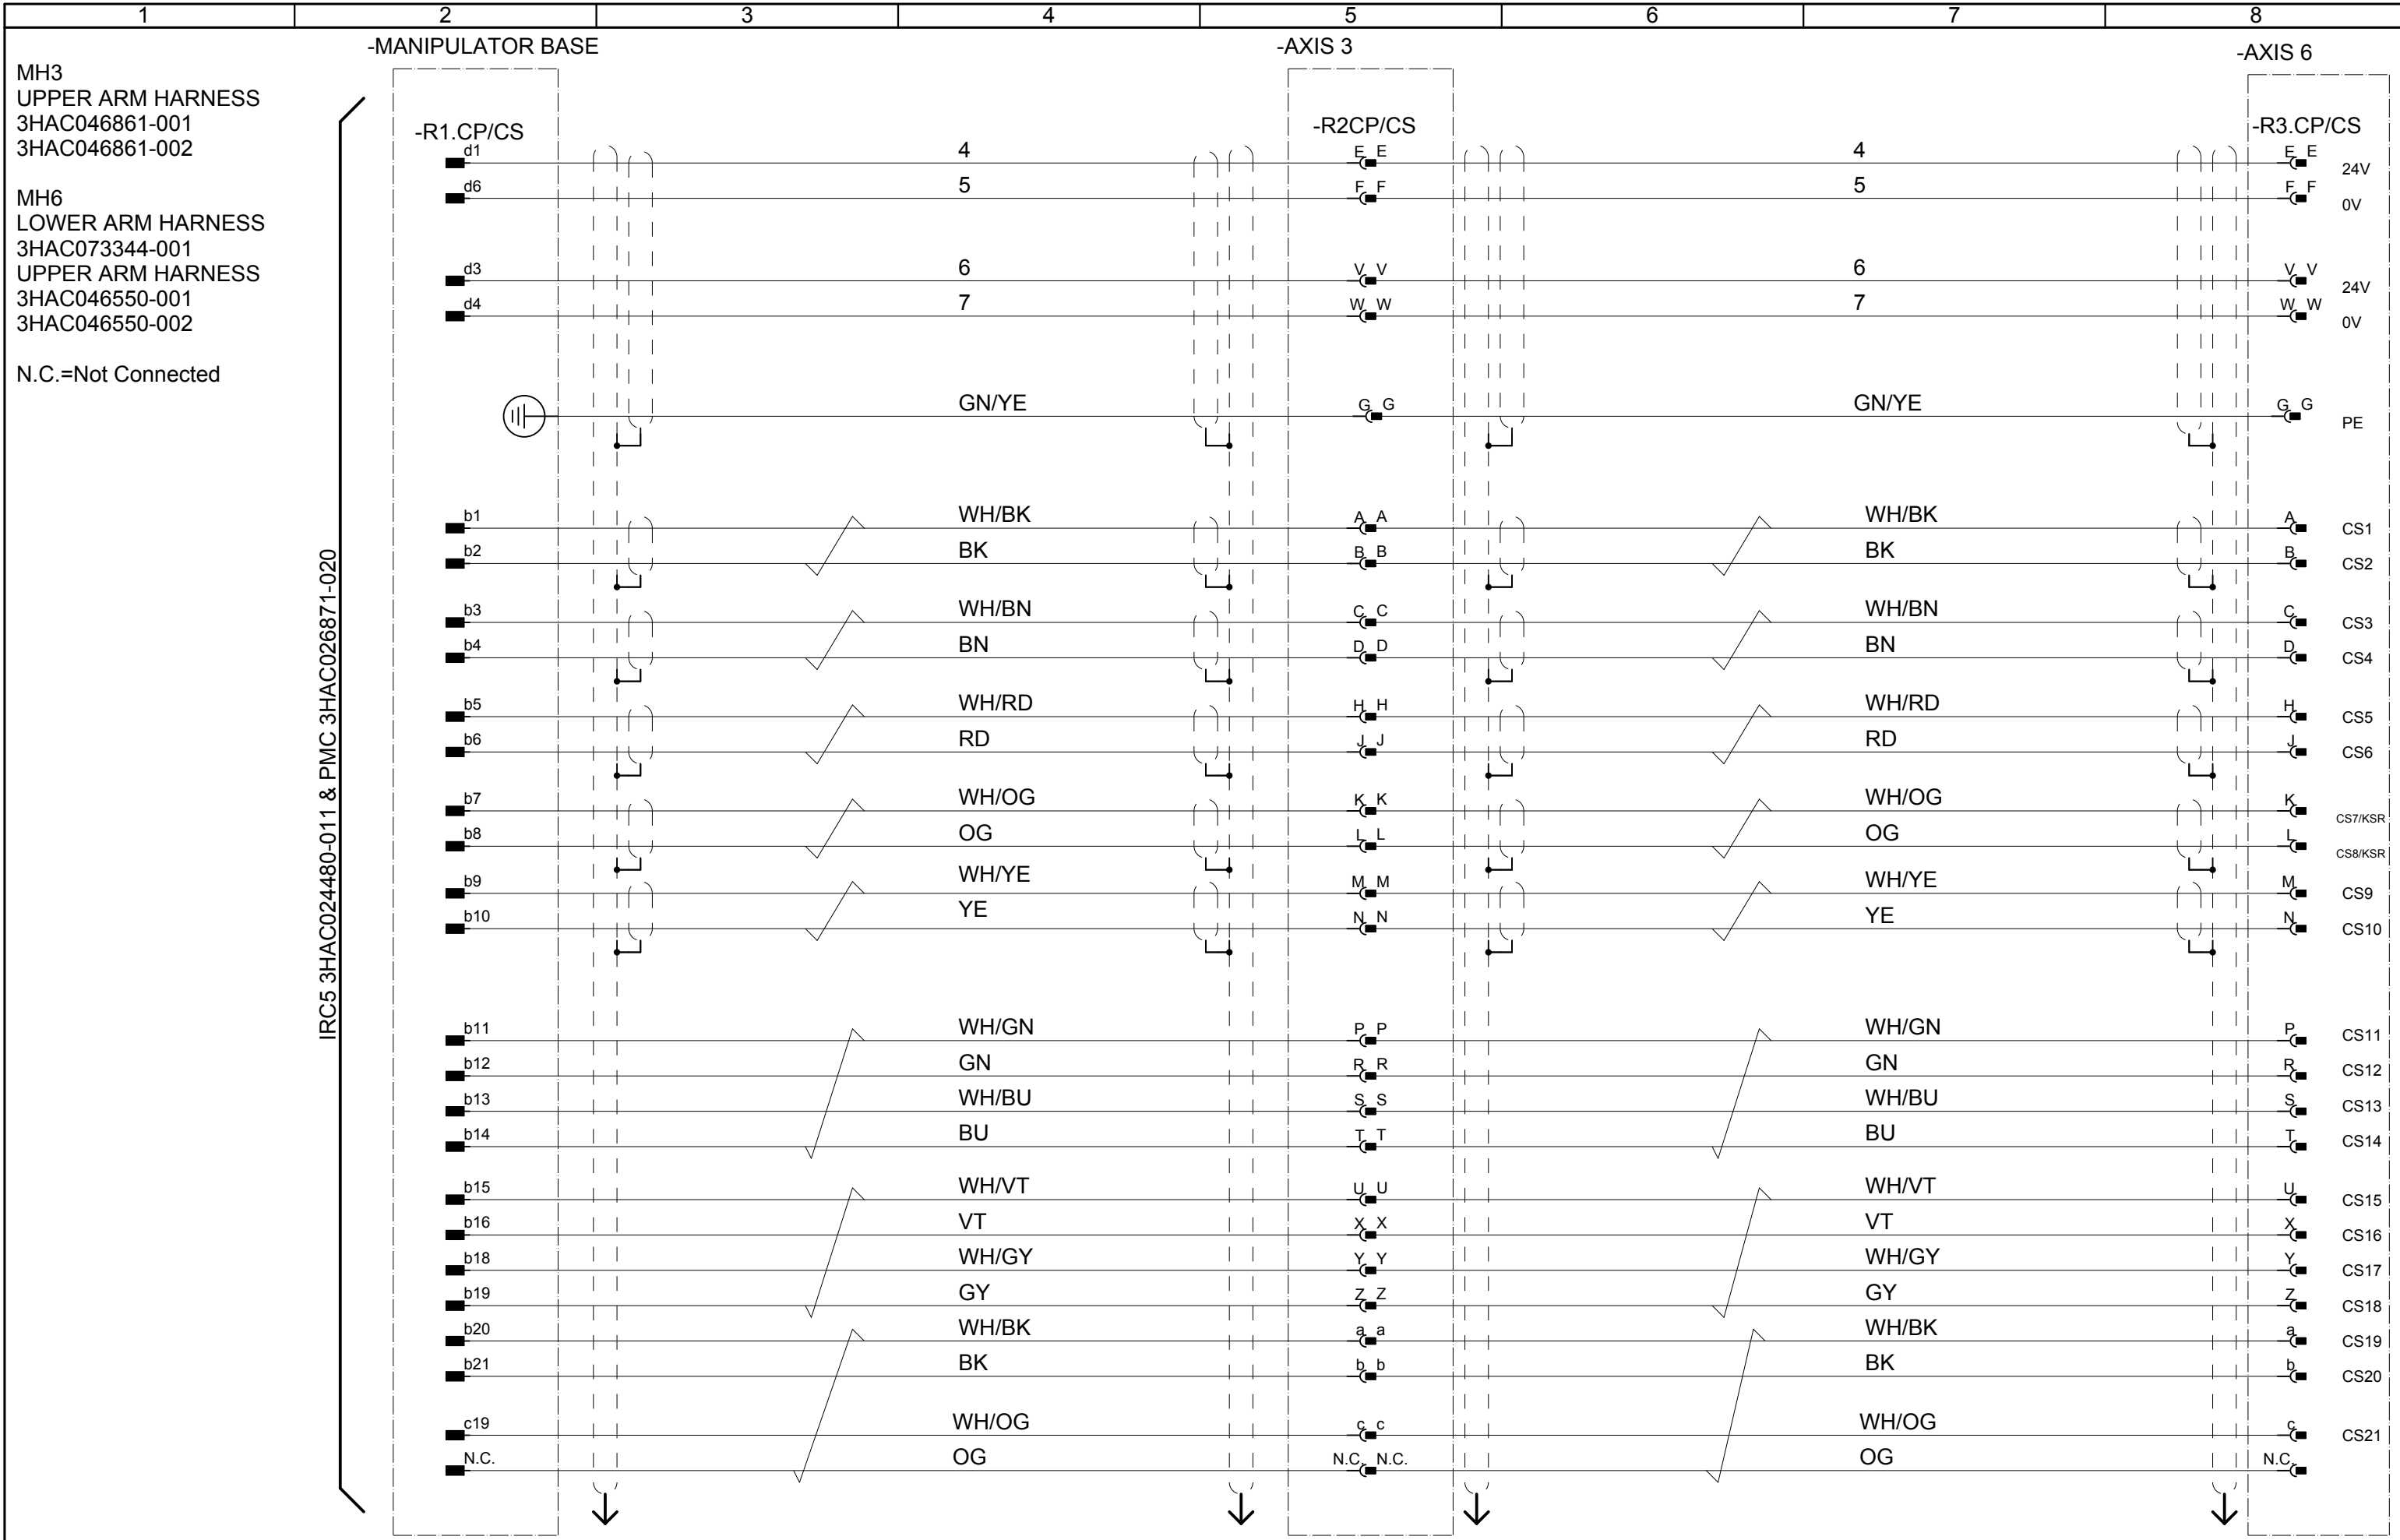 1 2 3 4 5 6 7 8
-MANIPULATOR BASE -AXIS 3 -AXIS 6
MH3
UPPER ARM HARNESS
3HAC046861-001
3HAC046861-002
MH6
LOWER ARM HARNESS
3HAC073344-001
UPPER ARM HARNESS
3HAC046550-001
3HAC046550-002
N.C.=Not Connected
IRC5 3HAC024480-011 & PMC 3HAC026871-020
-R1.CP/CS -R2CP/CS -R3.CP/CS
d1 4 E E 4 E E 24V
d6 5 F F 5 F F 0V
d3 6 V V 6 V V 24V
d4 7 W W 7 W W 0V
GN/YE G G GN/YE G G PE
b1 WH/BK A A WH/BK A CS1
b2 BK B B BK B CS2
b3 WH/BN C C WH/BN C CS3
b4 BN D D BN D CS4
b5 WH/RD H H WH/RD H CS5
b6 RD J J RD J CS6
b7 WH/OG K K WH/OG K CS7/KSR
b8 OG L L OG L CS8/KSR
b9 WH/YE M M WH/YE M CS9
b10 YE N N YE N CS10
b11 WH/GN P P WH/GN P CS11
b12 GN R R GN R CS12
b13 WH/BU S S WH/BU S CS13
b14 BU T T BU T CS14
b15 WH/VT U U WH/VT U CS15
b16 VT X X VT X CS16
b18 WH/GY Y Y WH/GY Y CS17
b19 GY Z Z GY Z CS18
b20 WH/BK a a WH/BK a CS19
b21 BK b b BK b CS20
c19 WH/OG c c WH/OG c CS21
N.C. OG N.C. N.C. OG N.C.